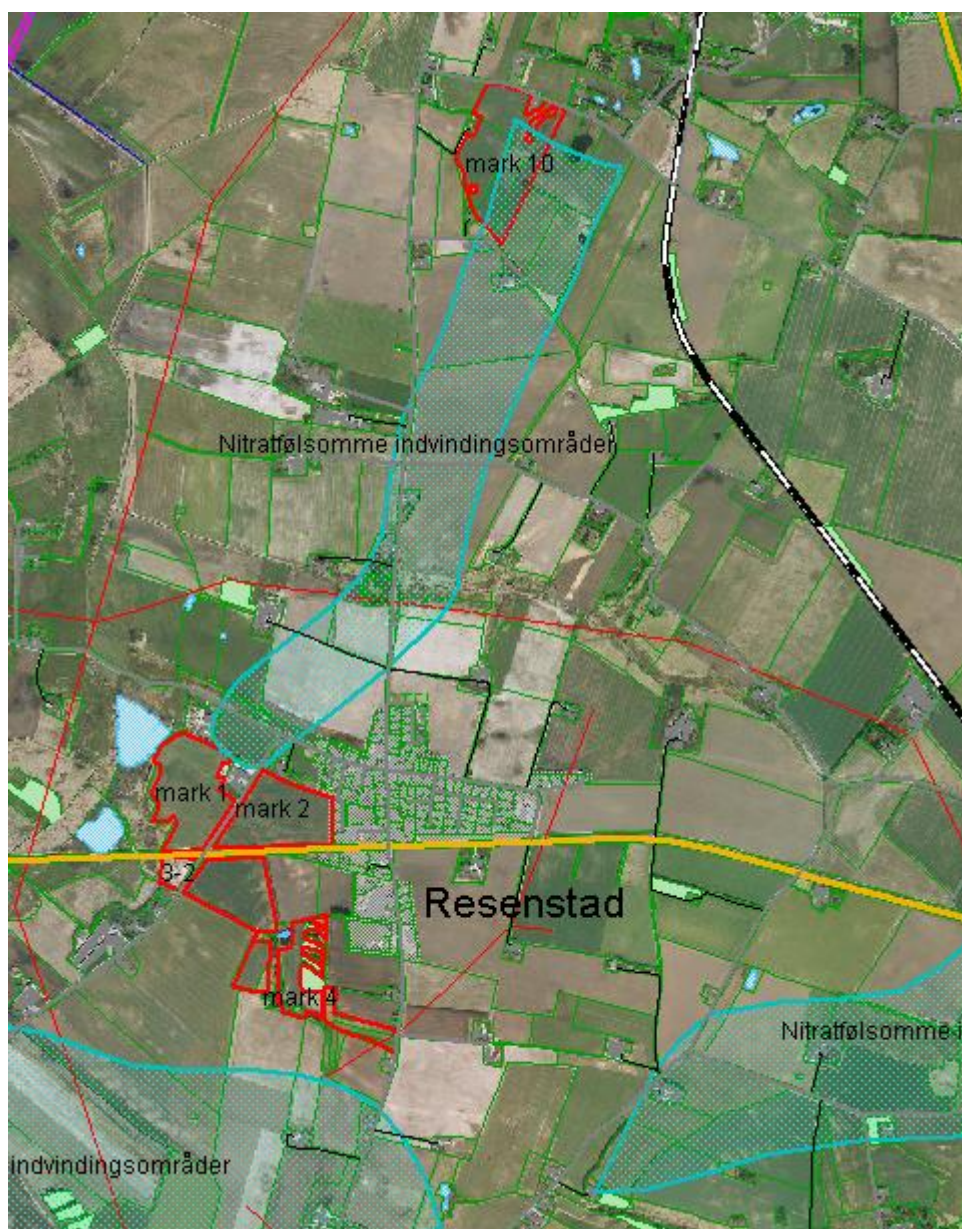 mark 10
Nitratfølsomme indvindingsområder
mark 1
mark 2
3-2
Resenstad
mark 4
Nitratfølsomme i
indvindingsområder